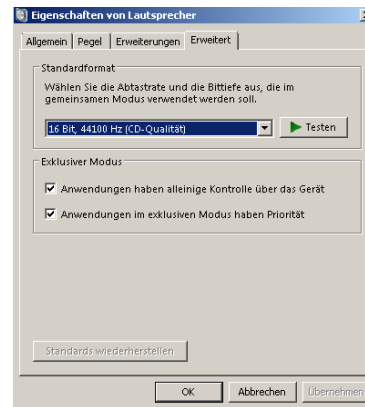 Eigenschaften von Lautsprecher
Allgemein Pegel Erweiterungen Erweitert
Standardformat
Wählen Sie die Abtastrate und die Bittiefe aus, die im
gemeinsamen Modus verwendet werden soll.
16 Bit, 44100 Hz (CD-Qualität) Testen
Exklusiver Modus
Anwendungen haben alleinige Kontrolle über das Gerät
Anwendungen im exklusiven Modus haben Priorität
Standards wiederherstellen
OK Abbrechen Übernehmen